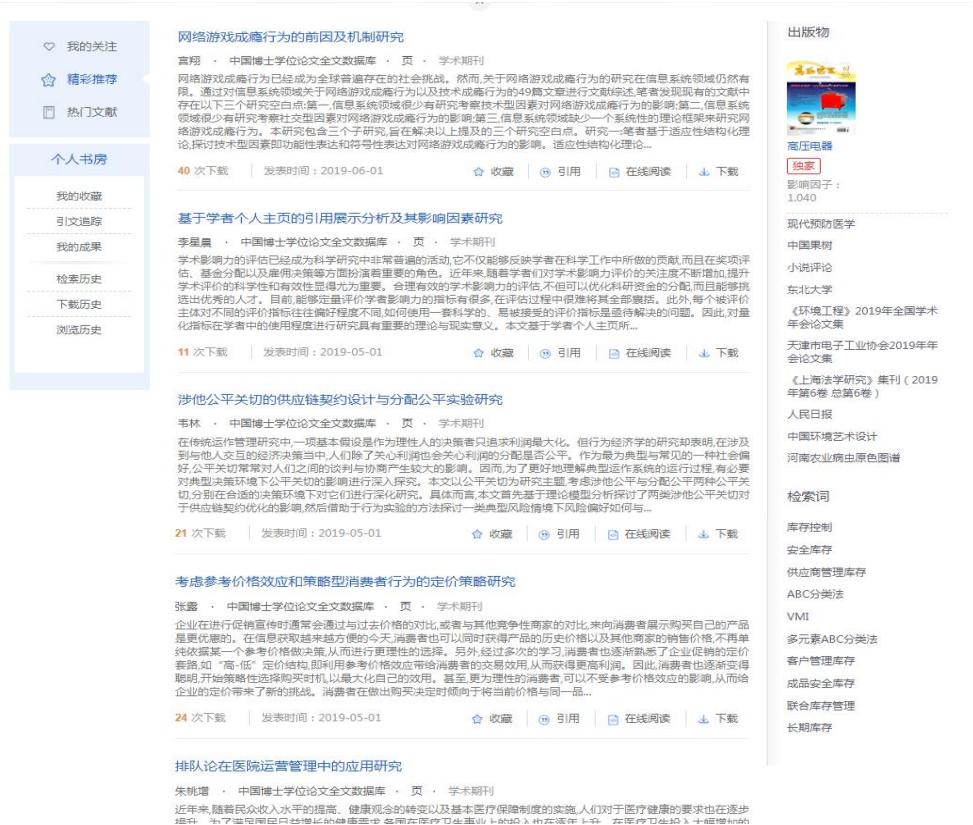 我的关注
精彩推荐
热门文献
个人书房
我的收藏
引文追踪
我的成果
检索历史
下载历史
浏览历史
网络游戏成瘾行为的前因及机制研究
宫翔 · 中国博士学位论文全文数据库 · 页 · 学术期刊
网络游戏成瘾行为已经成为全球普遍存在的社会挑战。然而,关于网络游戏成瘾行为的研究在信息系统领域仍然有
限。通过对信息系统领域关于网络游戏成瘾行为以及技术成瘾行为的49篇文章进行文献综述,笔者发现现有的文献中
存在以下三个研究空白点:第一,信息系统领域很少有研究考察技术型因素对网络游戏成瘾行为的影响;第二,信息系统
领域很少有研究考察社交型因素对网络游戏成瘾行为的影响;第三,信息系统领域缺少一个系统性的理论框架来研究网
络游戏成瘾行为。本研究包含三个子研究,旨在解决以上提及的三个研究空白点。研究一:笔者基于适应性结构化理
论,探讨技术型因素即功能性表达和符号性表达对网络游戏成瘾行为的影响。适应性结构化理论...
40 次下载 发表时间：2019-06-01 收藏 引用 在线阅读 下载
基于学者个人主页的引用展示分析及其影响因素研究
李星晨 · 中国博士学位论文全文数据库 · 页 · 学术期刊
学术影响力的评估已经成为科学研究中非常普遍的活动,它不仅能够反映学者在科学工作中所做的贡献,而且在奖项评
估、基金分配以及雇佣决策等方面扮演着重要的角色。近年来,随着学者们对学术影响力评价的关注度不断增加,提升
学术评价的科学性和有效性显得尤为重要。合理有效的学术影响力的评估,不但可以优化科研资金的分配,而且能够挑
选出优秀的人才。目前,能够定量评价学者影响力的指标有很多,在评估过程中很难将其全部囊括。此外,每个被评价
主体对不同的评价指标往往偏好程度不同,如何使用一套科学的、易被接受的评价指标是亟待解决的问题。因此,对量
化指标在学者中的使用程度进行研究具有重要的理论与现实意义。本文基于学者个人主页所...
11 次下载 发表时间：2019-05-01 收藏 引用 在线阅读 下载
涉他公平关切的供应链契约设计与分配公平实验研究
韦林 · 中国博士学位论文全文数据库 · 页 · 学术期刊
在传统运作管理研究中,一项基本假设是作为理性人的决策者只追求利润最大化。但行为经济学的研究却表明,在涉及
到与他人交互的经济决策当中,人们除了关心利润也会关心利润的分配是否公平。作为最为典型与常见的一种社会偏
好,公平关切常常对人们之间的谈判与协商产生较大的影响。因而,为了更好地理解典型运作系统的运行过程,有必要
对典型决策环境下公平关切的影响进行深入探究。本文以公平关切为研究主题,考虑涉他公平与分配公平两种公平关
切,分别在合适的决策环境下对它们进行深化研究。具体而言,本文首先基于理论模型分析探讨了两类涉他公平关切对
于供应链契约优化的影响,然后借助于行为实验的方法探讨一类典型风险情境下风险偏好如何与...
21 次下载 发表时间：2019-05-01 收藏 引用 在线阅读 下载
考虑参考价格效应和策略型消费者行为的定价策略研究
张露 · 中国博士学位论文全文数据库 · 页 · 学术期刊
企业在进行促销宣传时通常会通过与过去价格的对比,或者与其他竞争性商家的对比,来向消费者展示购买自己的产品
是更优惠的。在信息获取越来越方便的今天,消费者也可以同时获得产品的历史价格以及其他商家的销售价格,不再单
纯依据某一个参考价格做决策,从而进行更理性的选择。另外,经过多次的学习,消费者也逐渐熟悉了企业促销的定价
套路,如“高-低”定价结构,即利用参考价格效应带给消费者的交易效用,从而获得更高利润。因此,消费者也逐渐变得
聪明,开始策略性选择购买时机,以最大化自己的效用。甚至,更为理性的消费者,可以不受参考价格效应的影响,从而给
企业的定价带来了新的挑战。消费者在做出购买决定时倾向于将当前价格与同一品...
24 次下载 发表时间：2019-05-01 收藏 引用 在线阅读 下载
排队论在医院运营管理中的应用研究
朱桃增 · 中国博士学位论文全文数据库 · 页 · 学术期刊
近年来,随着民众收入水平的提高、健康观念的转变以及基本医疗保障制度的实施,人们对于医疗健康的要求也在逐步
提升。为了满足国民日益增长的健康需求,各国在医疗卫生事业上的投入也在逐年上升。在医疗卫生投入大幅增加的
出版物
高压电器
独家
影响因子：
1.040
现代预防医学
中国果树
小说评论
东北大学
《环境工程》2019年全国学术
年会论文集
天津市电子工业协会2019年年
会论文集
《上海法学研究》集刊（2019
年第6卷 总第6卷）
人民日报
中国环境艺术设计
河南农业病虫原色图谱
检索词
库存控制
安全库存
供应商管理库存
ABC分类法
VMI
多元素ABC分类法
客户管理库存
成品安全库存
联合库存管理
长期库存